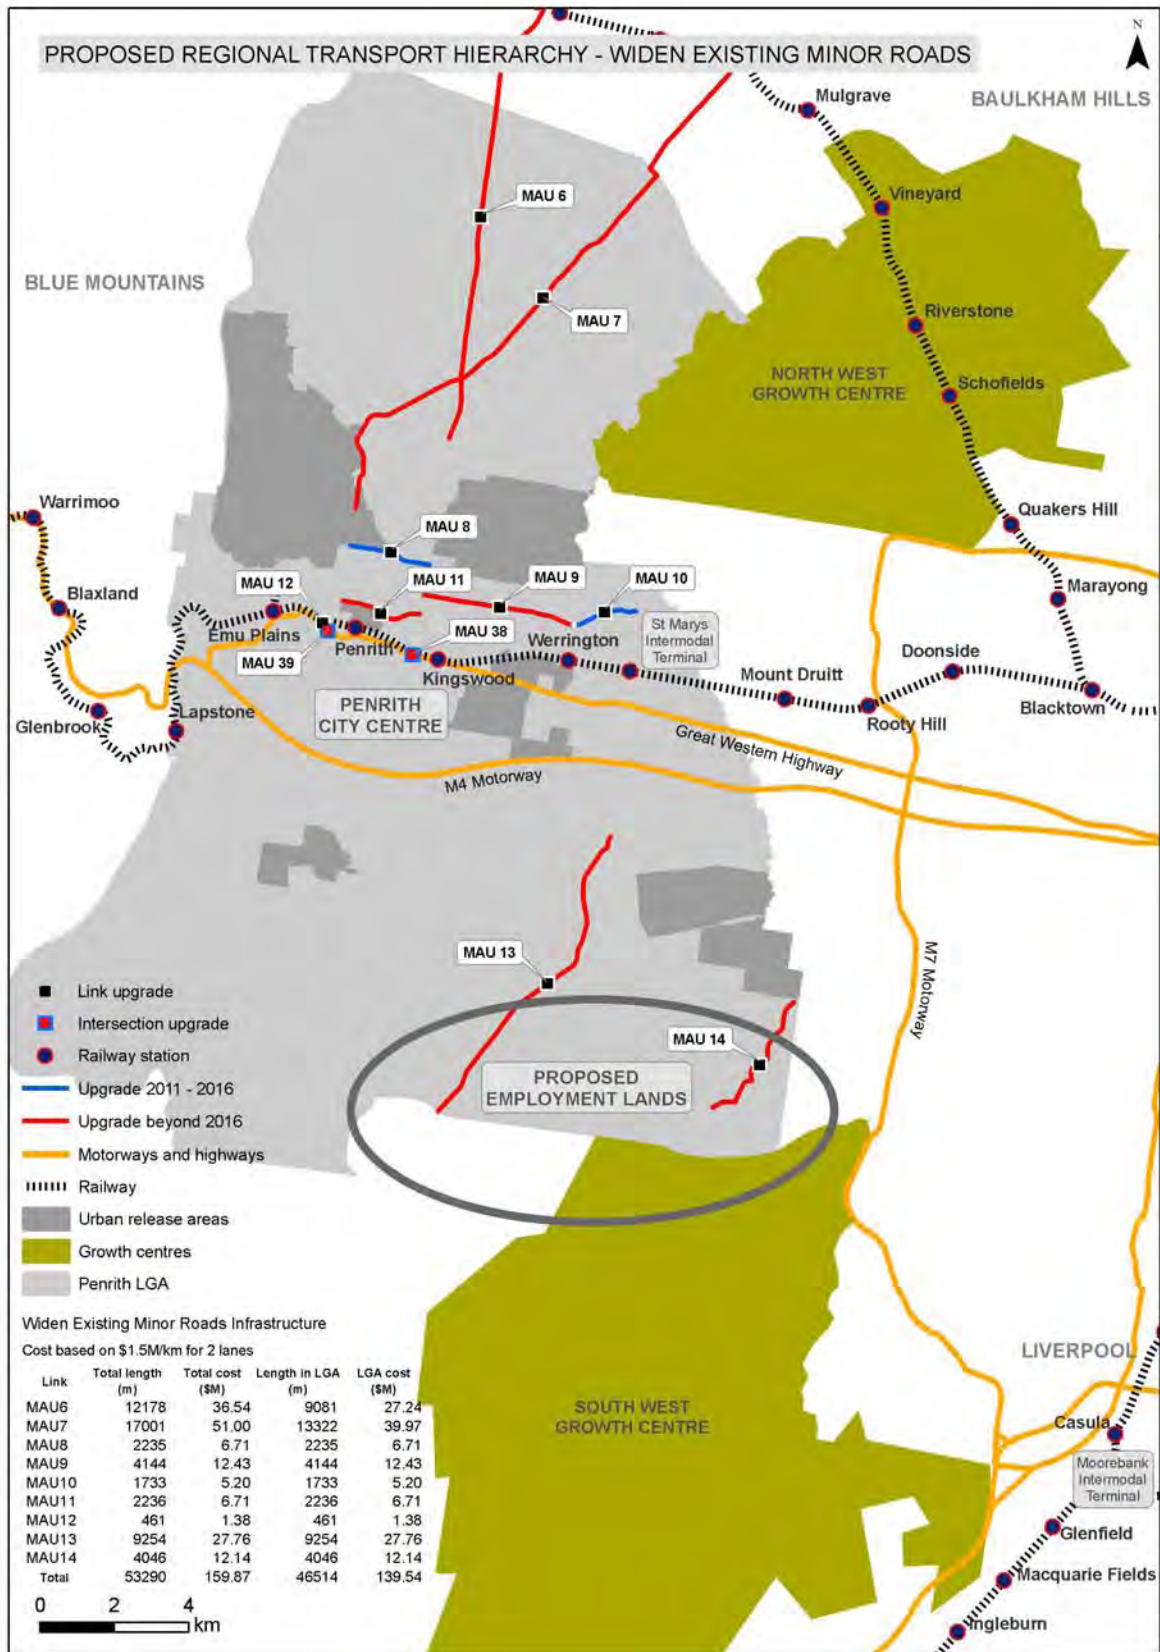 N
PROPOSED REGIONAL TRANSPORT HIERARCHY - WIDEN EXISTING MINOR ROADS
Mulgrave
BAULKHAM HILLS
MAU 6
Vineyard
BLUE MOUNTAINS
MAU 7
Riverstone
NORTH WEST
GROWTH CENTRE
Schofields
Warrimoo
Quakers Hill
MAU 8
MAU 12
MAU 11
MAU 9
MAU 10
Marayong
Blaxland
Emu Plains
MAU 39
Penrith
MAU 38
Kingswood
Werrington
St Marys
Intermodal
Terminal
Mount Druitt
Doonside
Rooty Hill
Blacktown
Glenbrook
Lapstone
PENRITH
CITY CENTRE
Great Western Highway
M4 Motorway
MAU 13
M7 Motorway
MAU 14
PROPOSED
EMPLOYMENT LANDS
Link upgrade
Intersection upgrade
Railway station
Upgrade 2011 - 2016
Upgrade beyond 2016
Motorways and highways
Railway
Urban release areas
Growth centres
Penrith LGA
SOUTH WEST
GROWTH CENTRE
LIVERPOOL
Casula
Moorebank
Intermodal
Terminal
Glenfield
Macquarie Fields
Ingleburn
Widen Existing Minor Roads Infrastructure
Cost based on $1.5M/km for 2 lanes
Link Total length (m) Total cost ($M) Length in LGA (m) LGA cost ($M)
MAU6 12178 36.54 9081 27.24
MAU7 17001 51.00 13322 39.97
MAU8 2235 6.71 2235 6.71
MAU9 4144 12.43 4144 12.43
MAU10 1733 5.20 1733 5.20
MAU11 2236 6.71 2236 6.71
MAU12 461 1.38 461 1.38
MAU13 9254 27.76 9254 27.76
MAU14 4046 12.14 4046 12.14
Total 53290 159.87 46514 139.54
0 2 4
km